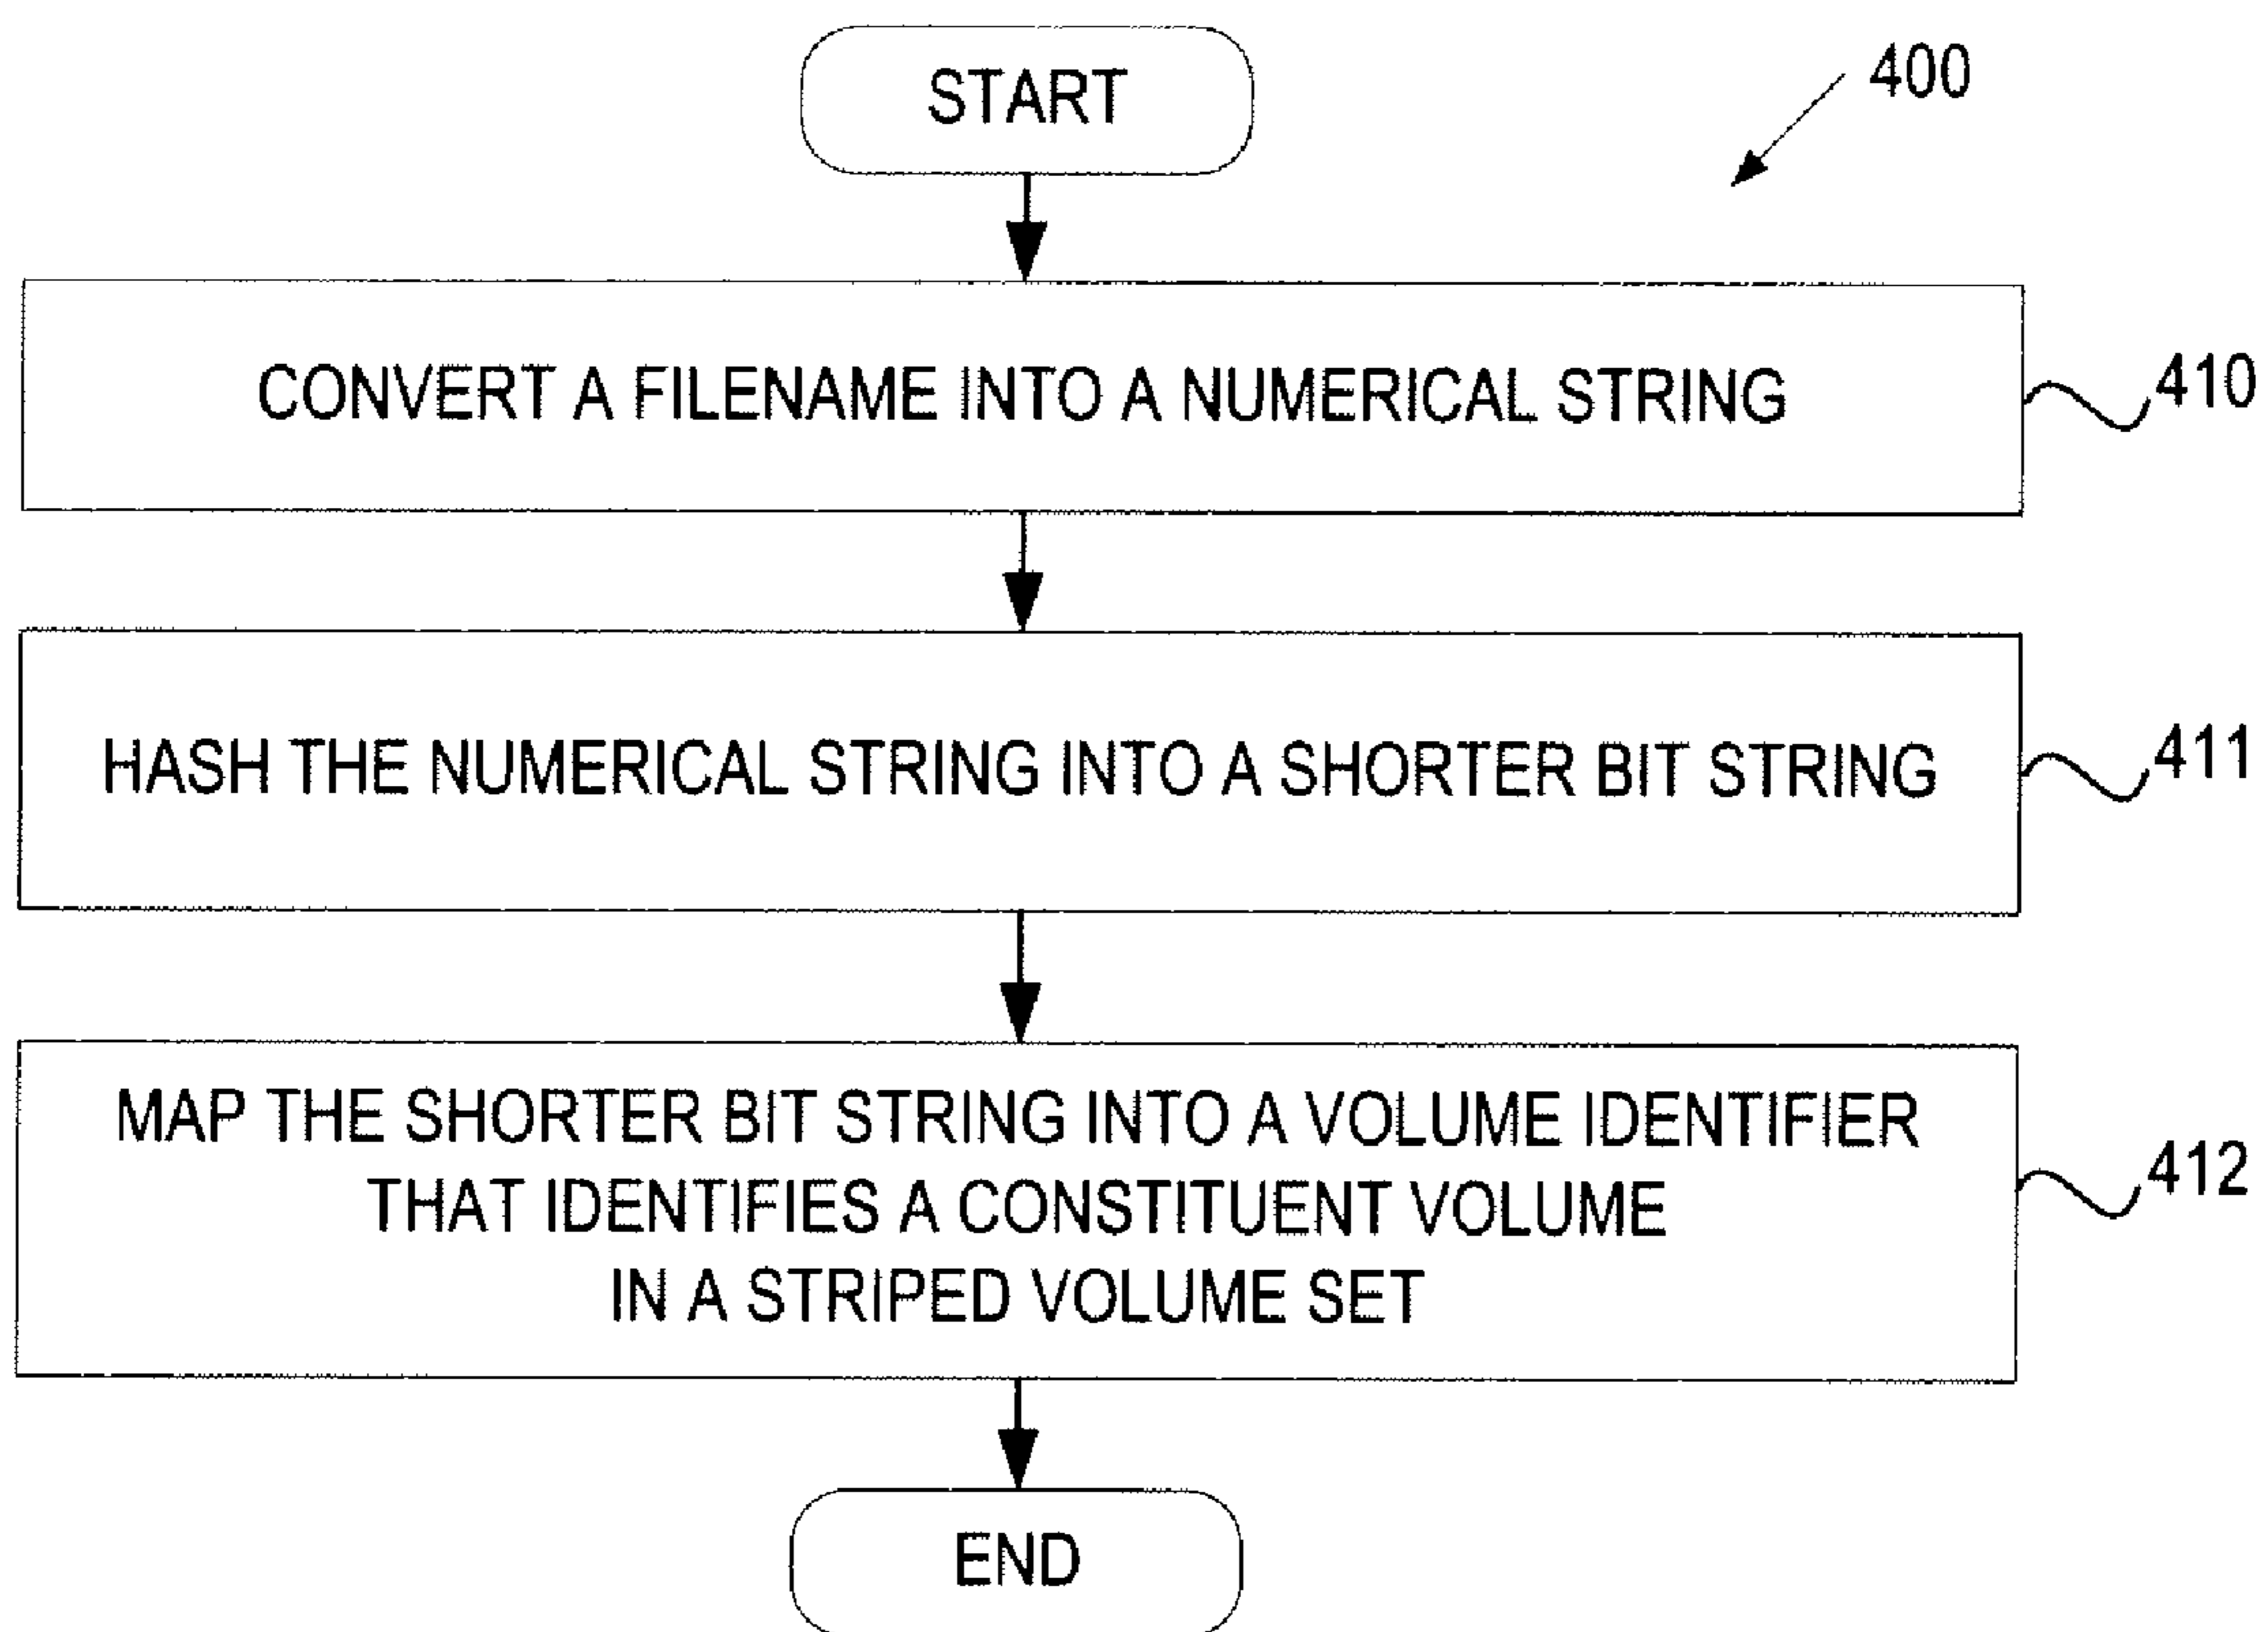 START
400
CONVERT A FILENAME INTO A NUMERICAL STRING
410
HASH THE NUMERICAL STRING INTO A SHORTER BIT STRING
411
MAP THE SHORTER BIT STRING INTO A VOLUME IDENTIFIER
THAT IDENTIFIES A CONSTITUENT VOLUME
IN A STRIPED VOLUME SET
412
END